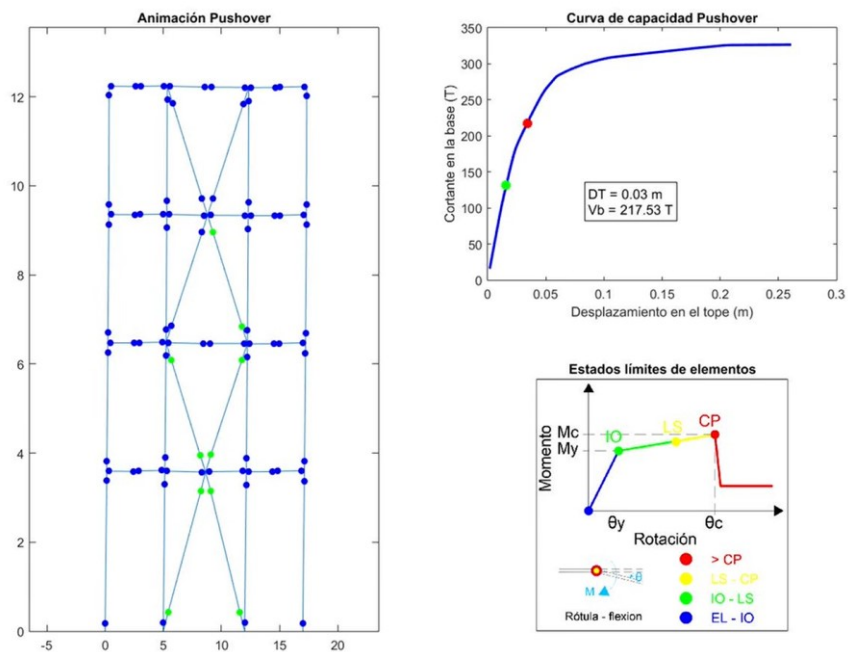 Animación Pushover
12
10
8
6
4
2
0
-5 0 5 10 15 20
Curva de capacidad Pushover
350
300
250
200
150
100
50
0
Cortante en la base (T)
DT = 0.03 m
Vb = 217.53 T
0 0.05 0.1 0.15 0.2 0.25 0.3
Desplazamiento en el tope (m)
Estados límites de elementos
Momento
Mc
My
IO
LS
CP
θy
θc
Rotación
θ
M
Rótula - flexion
> CP
LS - CP
IO - LS
EL - IO